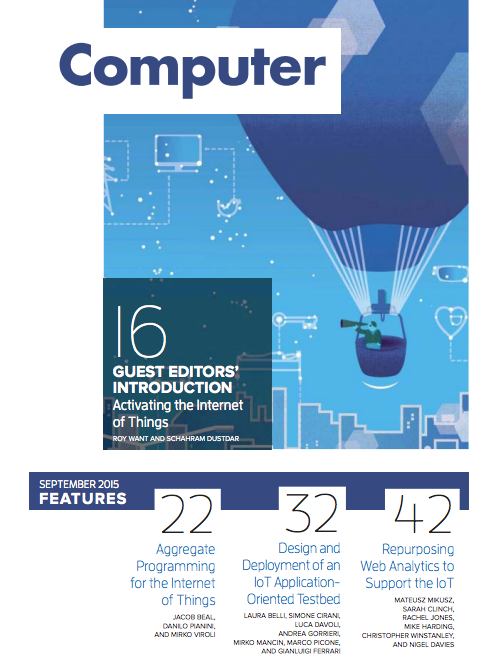 Computer
16
GUEST EDITORS'
INTRODUCTION
Activating the Internet
of Things
ROY WANT AND SCHAHRAM DUSTDAR
SEPTEMBER 2015
FEATURES
22
Aggregate
Programming
for the Internet
of Things
JACOB BEAL,
DANILO PIANINI,
AND MIRKO VIROLI
32
Design and
Deployment of an
IoT Application-
Oriented Testbed
LAURA BELLI, SIMONE CIRANI,
LUCA DAVOLI,
ANDREA GORRIERI,
MIRKO MANCIN, MARCO PICONE,
AND GIANLUIGI FERRARI
42
Repurposing
Web Analytics to
Support the IoT
MATEUSZ MIKUSZ,
SARAH CLINCH,
RACHEL JONES,
MIKE HARDING,
CHRISTOPHER WINSTANLEY,
AND NIGEL DAVIES